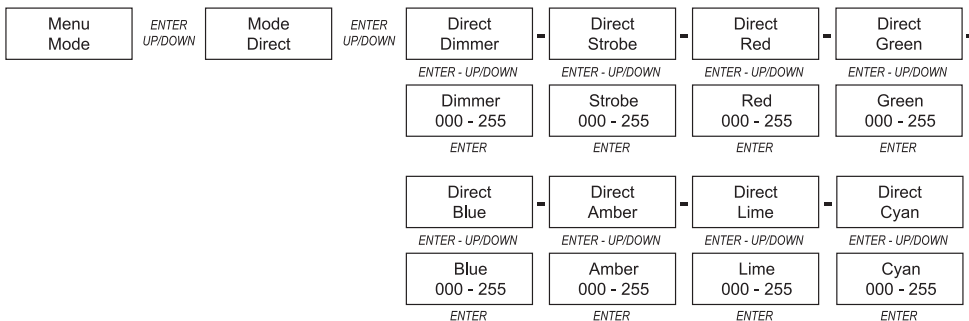 Menu
Mode
ENTER
UP/DOWN
Mode
Direct
ENTER
UP/DOWN
Direct
Dimmer
Direct
Strobe
Direct
Red
Direct
Green
ENTER - UP/DOWN
ENTER - UP/DOWN
ENTER - UP/DOWN
ENTER - UP/DOWN
Dimmer
000 - 255
Strobe
000 - 255
Red
000 - 255
Green
000 - 255
ENTER
ENTER
ENTER
ENTER
Direct
Blue
Direct
Amber
Direct
Lime
Direct
Cyan
ENTER - UP/DOWN
ENTER - UP/DOWN
ENTER - UP/DOWN
ENTER - UP/DOWN
Blue
000 - 255
Amber
000 - 255
Lime
000 - 255
Cyan
000 - 255
ENTER
ENTER
ENTER
ENTER